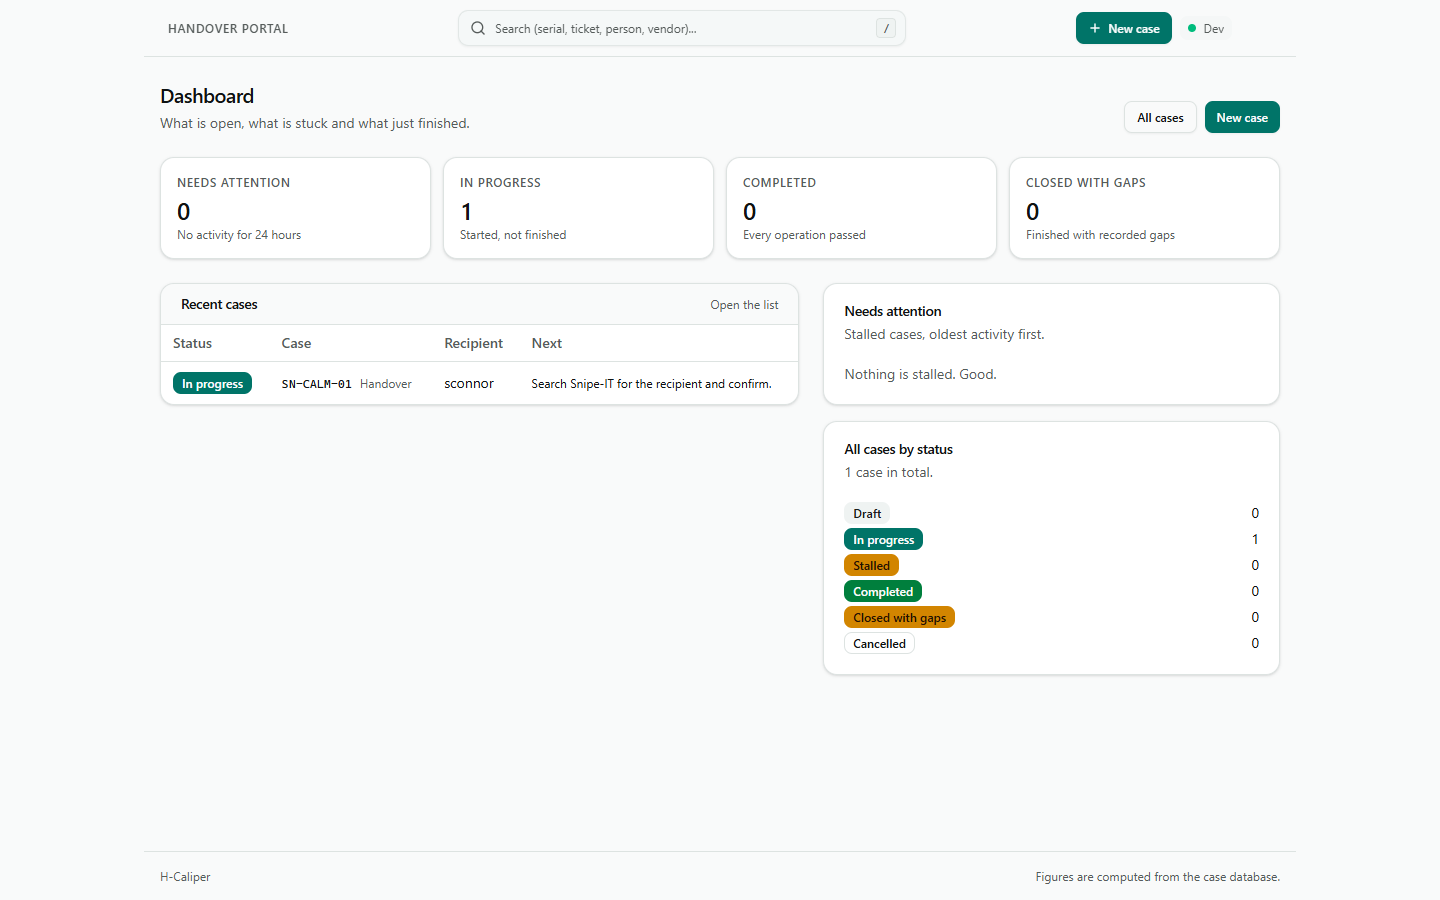 HANDOVER PORTAL
Search (serial, ticket, person, vendor)...
/
+ New case
Dev
Dashboard
What is open, what is stuck and what just finished.
All cases
New case
NEEDS ATTENTION
0
No activity for 24 hours
IN PROGRESS
1
Started, not finished
COMPLETED
0
Every operation passed
CLOSED WITH GAPS
0
Finished with recorded gaps
Recent cases
Open the list
Status Case Recipient Next
In progress SN-CALM-01 Handover sconnor Search Snipe-IT for the recipient and confirm.
Needs attention
Stalled cases, oldest activity first.
Nothing is stalled. Good.
All cases by status
1 case in total.
Draft 0
In progress 1
Stalled 0
Completed 0
Closed with gaps 0
Cancelled 0
H-Caliper
Figures are computed from the case database.